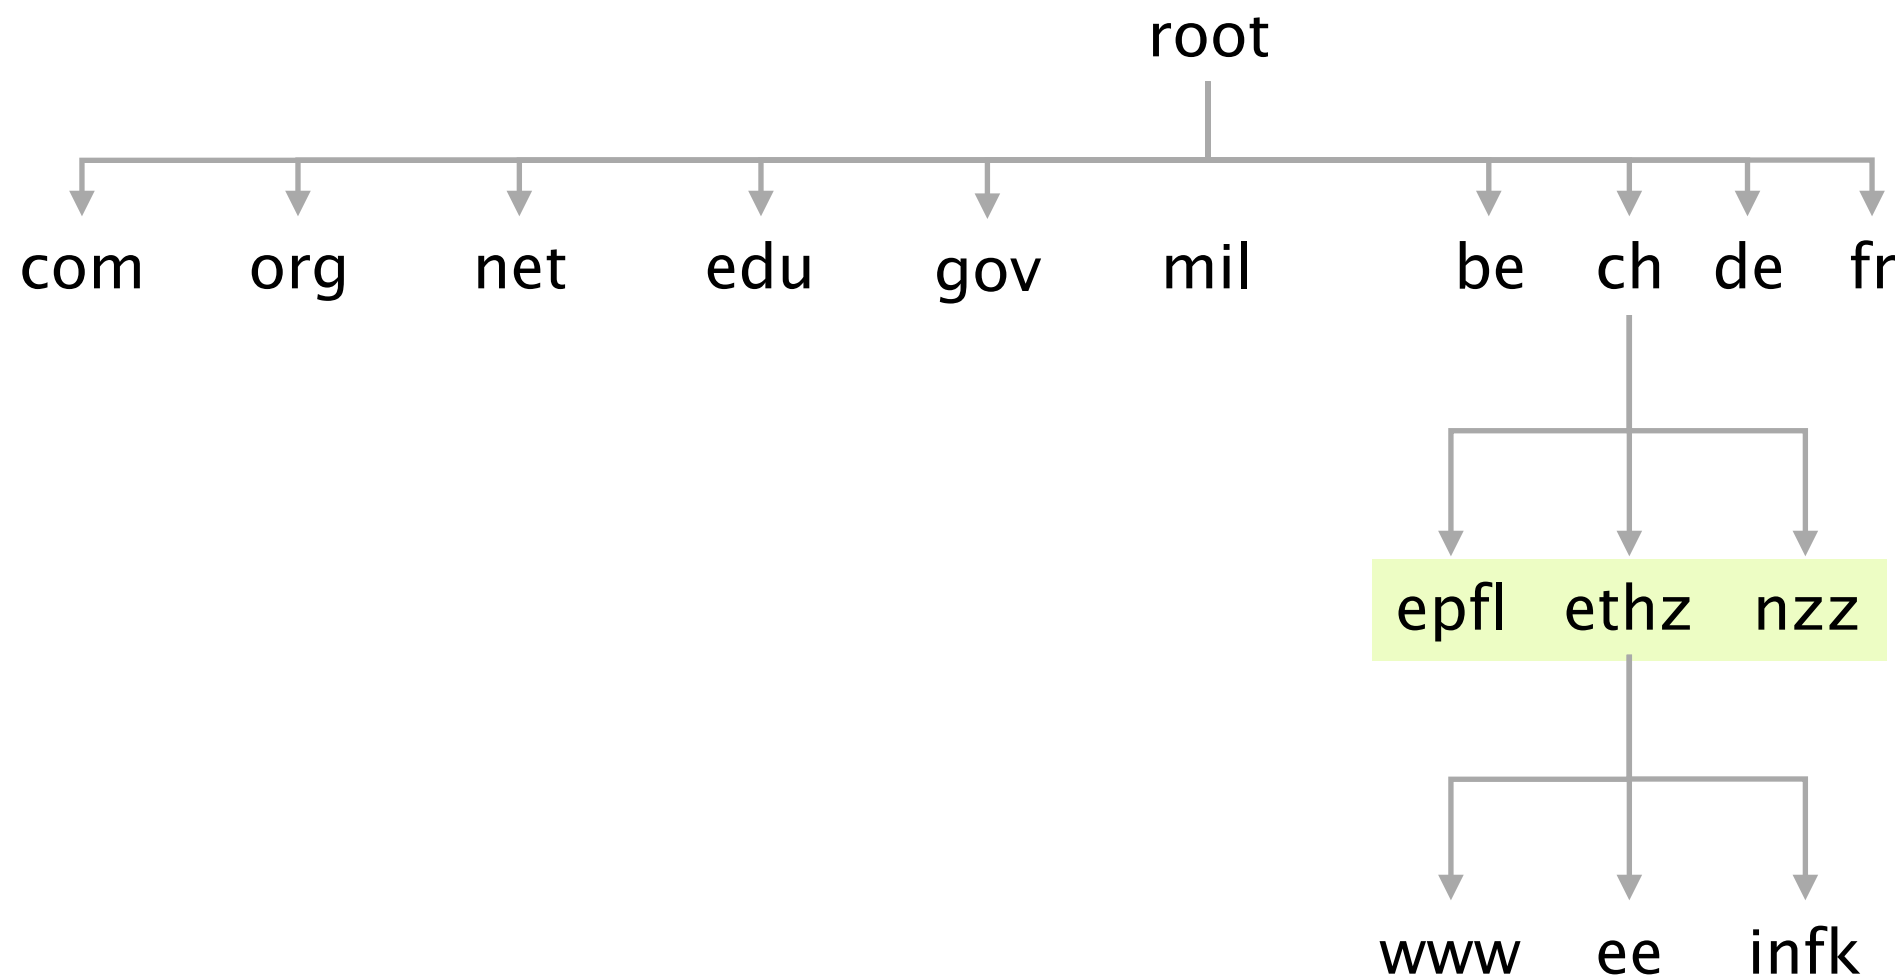 root
com org net edu gov mil be ch de fr
epfl ethz nzz
www ee infk